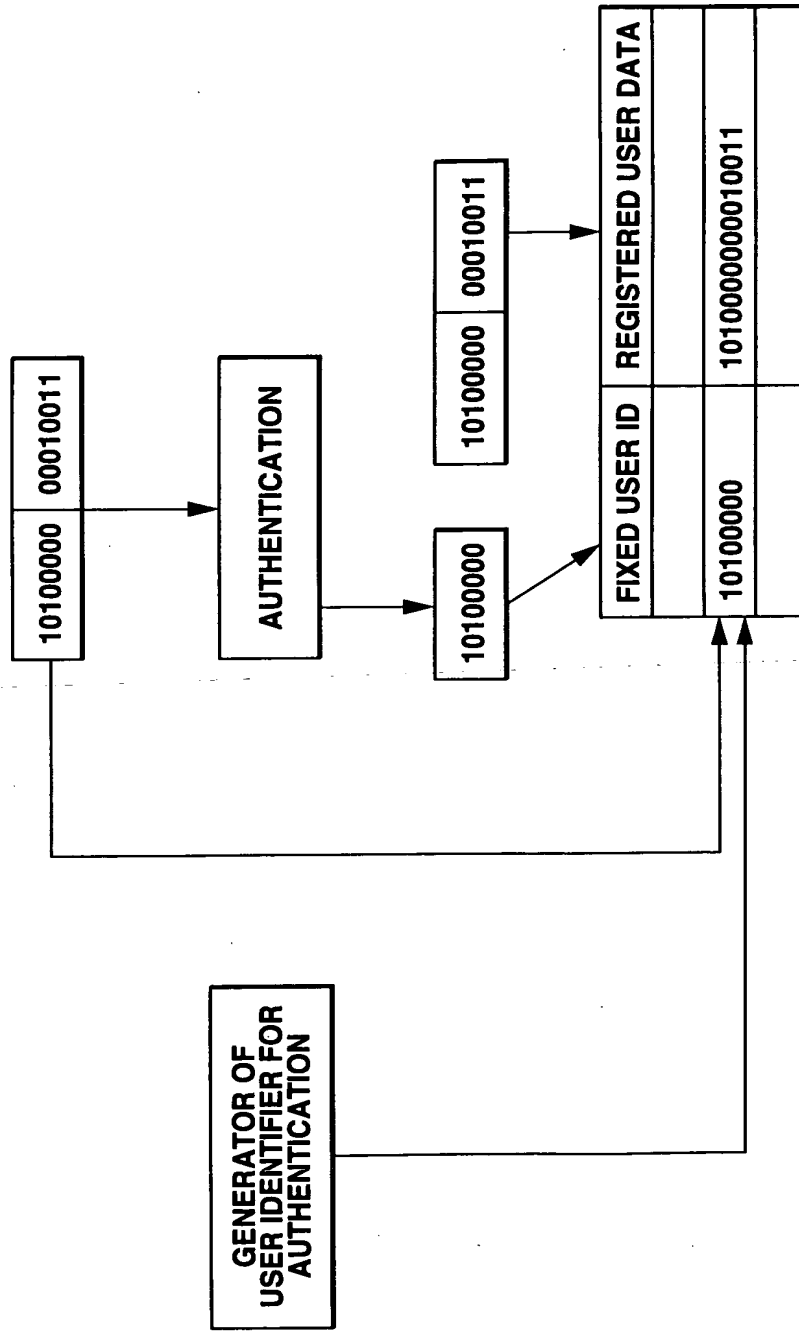 10100000 00010011
GENERATOR OF
USER IDENTIFIER FOR
AUTHENTICATION
AUTHENTICATION
10100000
10100000 00010011
FIXED USER ID REGISTERED USER DATA
10100000 1010000000010011